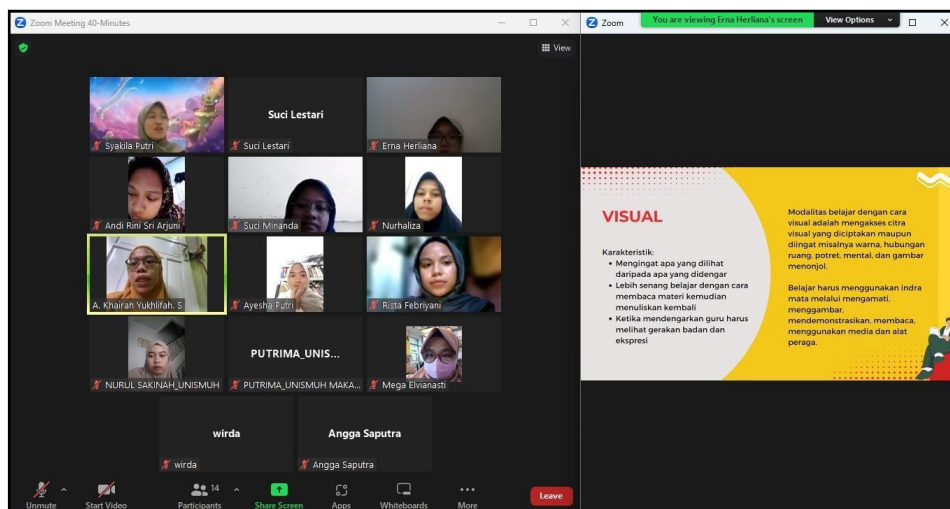 Zoom Meeting 40-Minutes
View
Syakila Putri
Suci Lestari
Suci Lestari
Erna Herliana
Andi Rini Sri Arjuni
Suci Minanda
Nurhaliza
A. Khairah Yukhlifah. S
Ayesha Putri
Rista Febriyani
NURUL SAKINAH_UNISMUH
PUTRIMA_UNIS...
PUTRIMA_UNISMUH MAKA...
Mega Elvianasti
wirda
wirda
Angga Saputra
Angga Saputra
Unmute
Start Video
14
Participants
Share Screen
Apps
Whiteboards
More
Leave
Zoom
You are viewing Erna Herliana's screen
View Options
VISUAL
Karakteristik:
• Mengingat apa yang dilihat
daripada apa yang didengar
• Lebih senang belajar dengan cara
membaca materi kemudian
menuliskan kembali
• Ketika mendengarkan guru harus
melihat gerakan badan dan
ekspresi
Modalitas belajar dengan cara
visual adalah mengakses citra
visual yang diciptakan maupun
diingat misalnya warna, hubungan
ruang, potret, mental, dan gambar
menonjol.
Belajar harus menggunakan indra
mata melalui mengamati,
menggambar,
mendemonstrasikan, membaca,
menggunakan media dan alat
peraga.